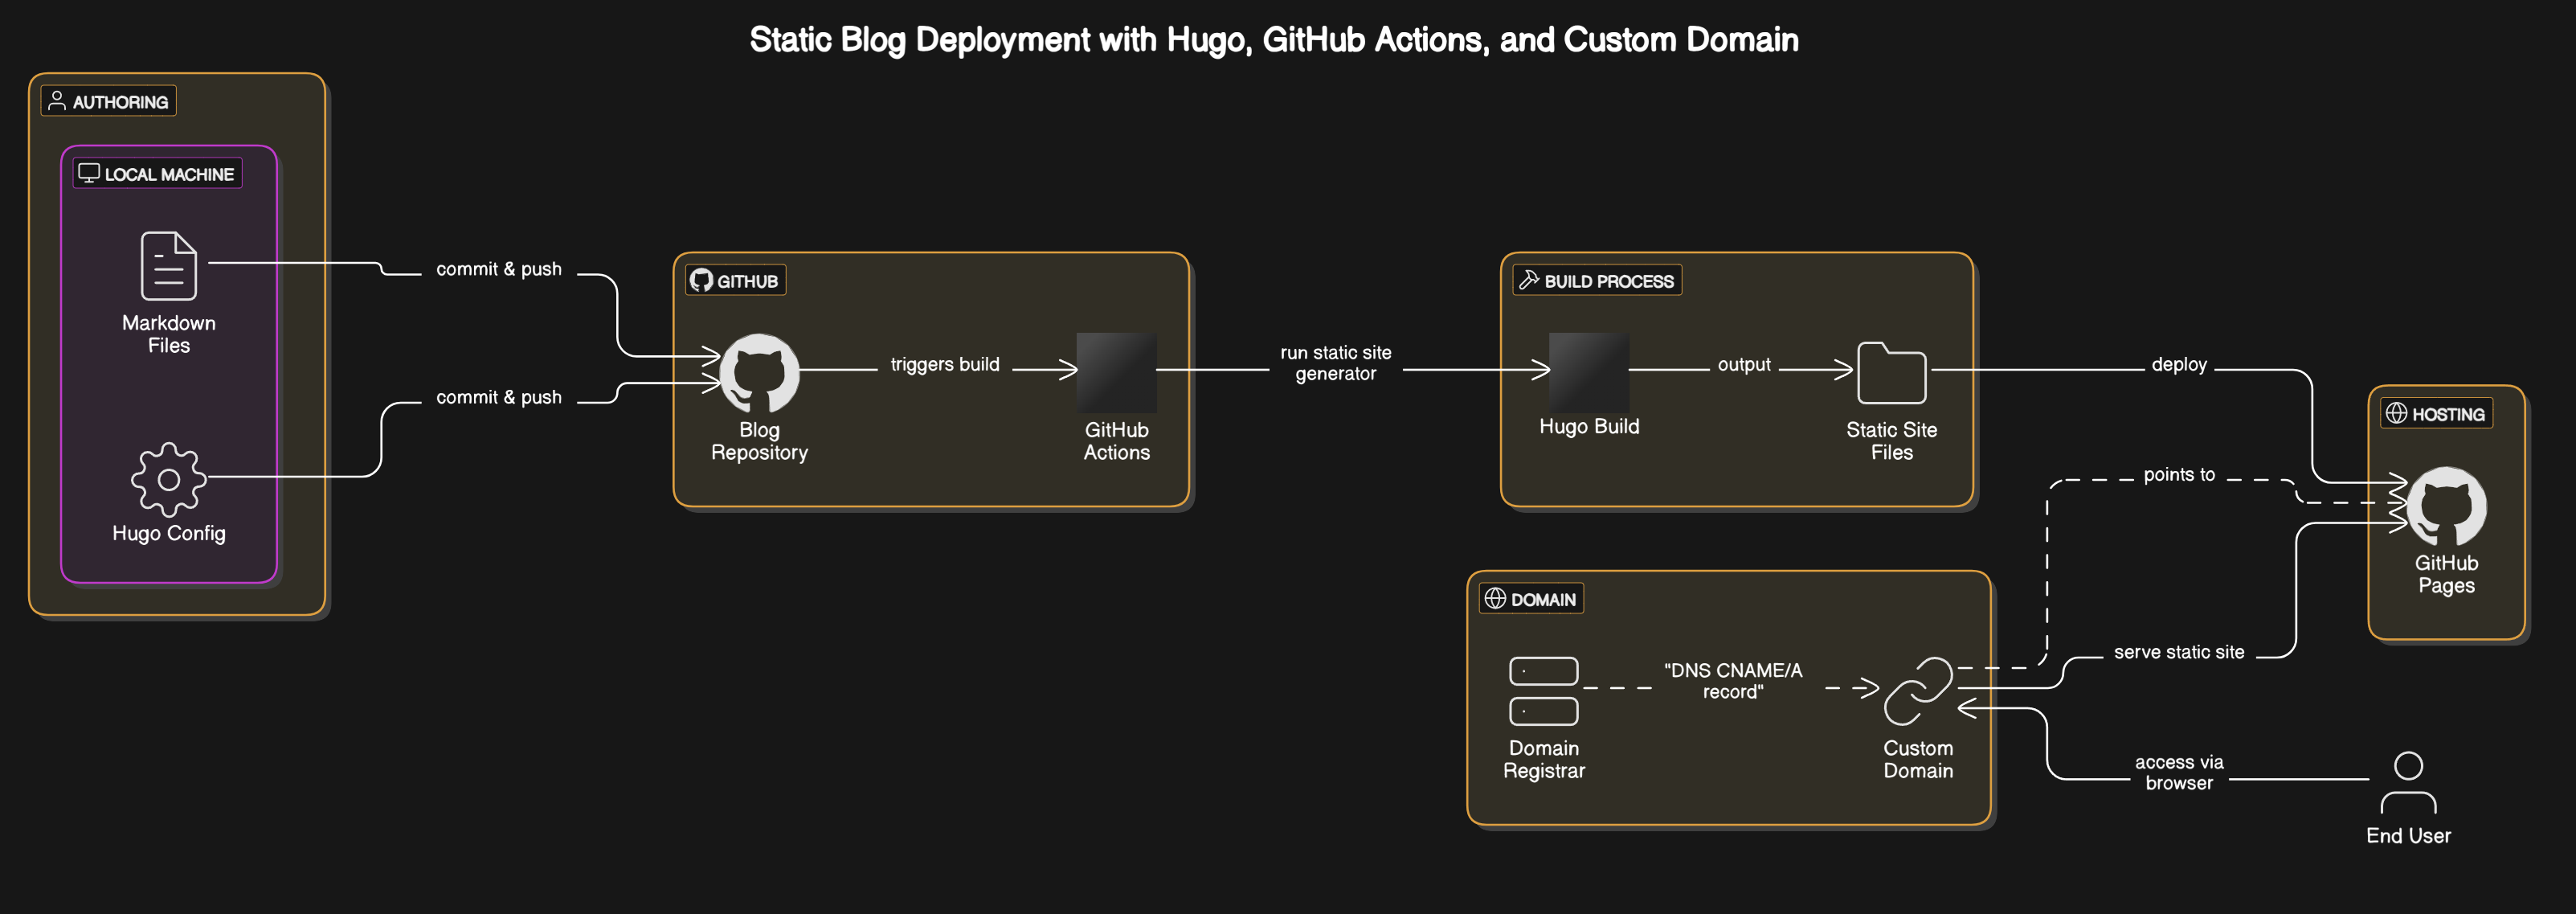 Static Blog Deployment with Hugo, GitHub Actions, and Custom Domain
AUTHORING
LOCAL MACHINE
Markdown
Files
Hugo Config
commit & push
commit & push
GITHUB
Blog
Repository
triggers build
GitHub
Actions
run static site
generator
BUILD PROCESS
Hugo Build
output
Static Site
Files
deploy
points to
HOSTING
GitHub
Pages
DOMAIN
Domain
Registrar
"DNS CNAME/A
record"
Custom
Domain
serve static site
access via
browser
End User